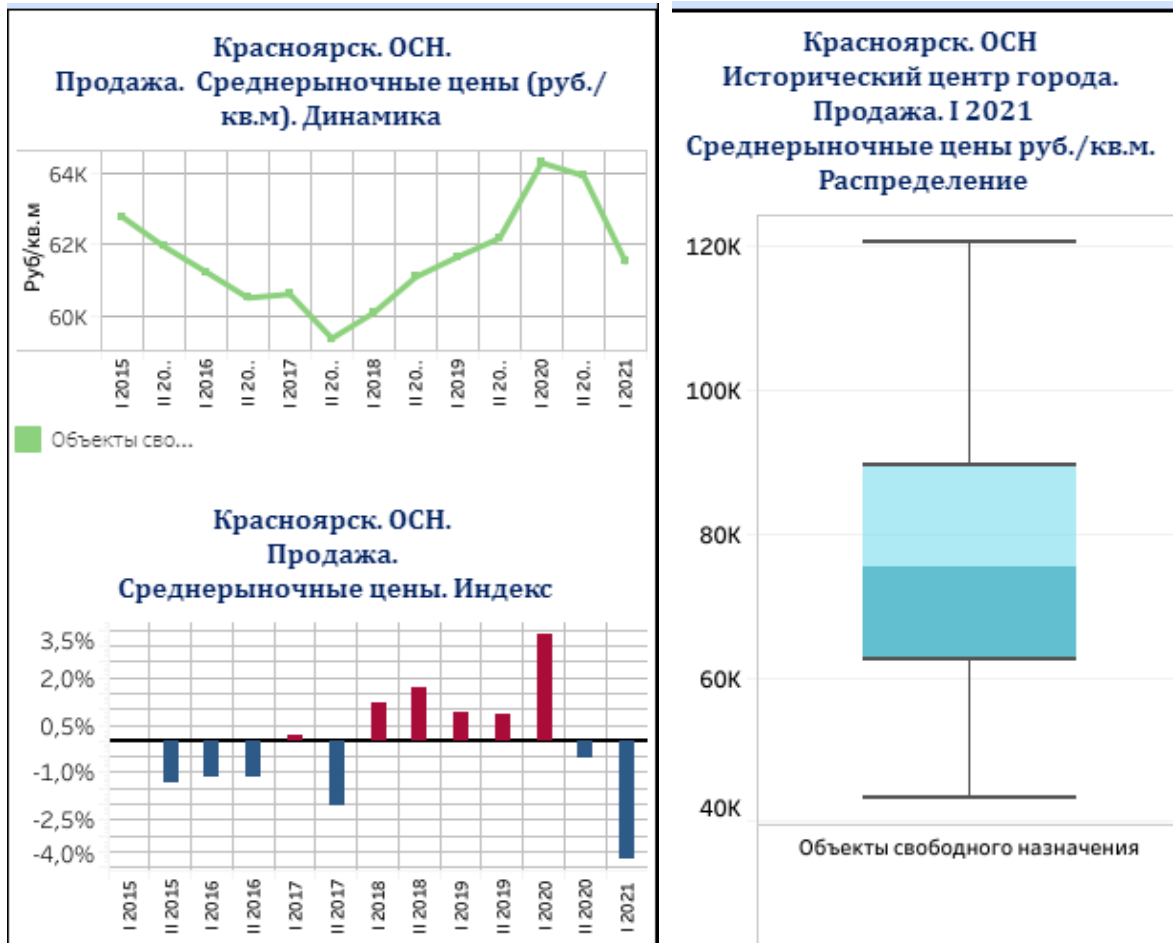 Красноярск. ОСН.
Продажа. Среднерыночные цены (руб./
кв.м). Динамика
Руб/кв.м
64K
62K
60K
I 2015
II 20..
I 2016
II 20..
I 2017
II 20..
I 2018
II 20..
I 2019
II 20..
I 2020
II 20..
I 2021
Объекты сво...
Красноярск. ОСН.
Продажа.
Среднерыночные цены. Индекс
3,5%
2,0%
0,5%
-1,0%
-2,5%
-4,0%
I 2015
II 2015
I 2016
II 2016
I 2017
II 2017
I 2018
II 2018
I 2019
II 2019
I 2020
II 2020
I 2021
Красноярск. ОСН
Исторический центр города.
Продажа. I 2021
Среднерыночные цены руб./кв.м.
Распределение
120K
100K
80K
60K
40K
Объекты свободного назначения